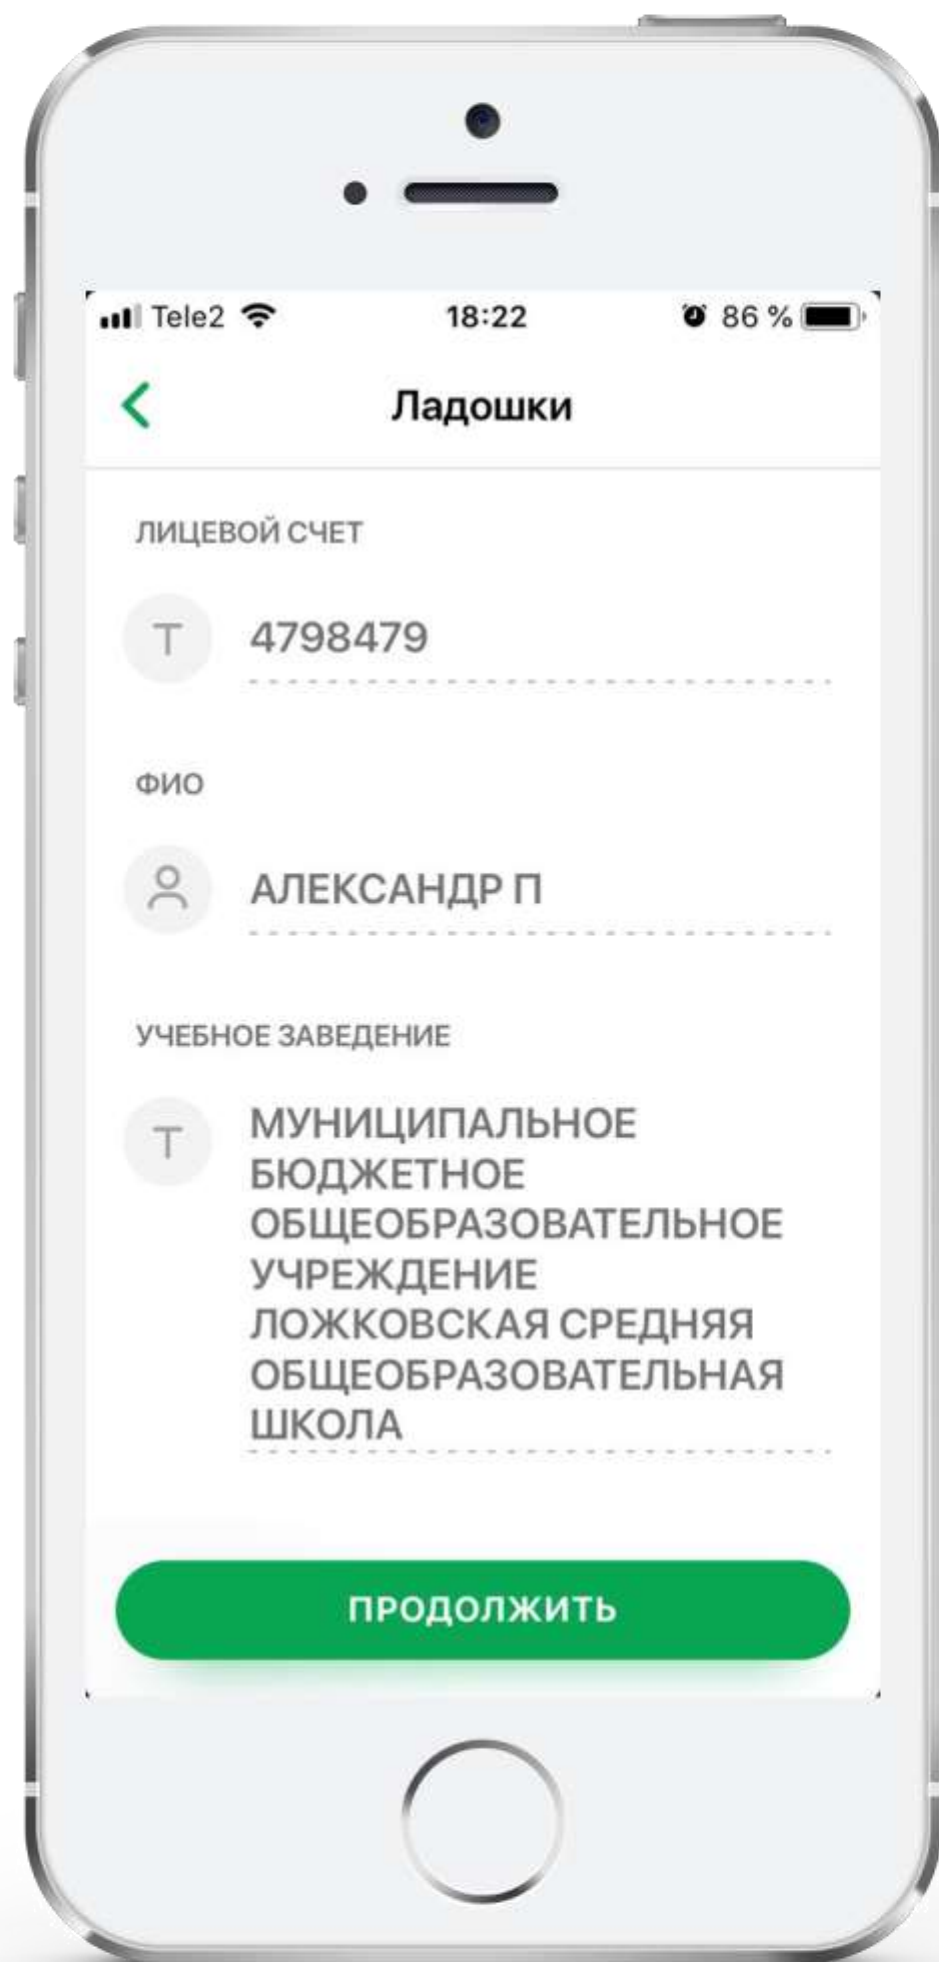 Tele2 18:22 86 %
Ладошки
ЛИЦЕВОЙ СЧЕТ
Т 4798479
ФИО
АЛЕКСАНДР П
УЧЕБНОЕ ЗАВЕДЕНИЕ
Т МУНИЦИПАЛЬНОЕ
БЮДЖЕТНОЕ
ОБЩЕОБРАЗОВАТЕЛЬНОЕ
УЧРЕЖДЕНИЕ
ЛОЖКОВСКАЯ СРЕДНЯЯ
ОБЩЕОБРАЗОВАТЕЛЬНАЯ
ШКОЛА
ПРОДОЛЖИТЬ